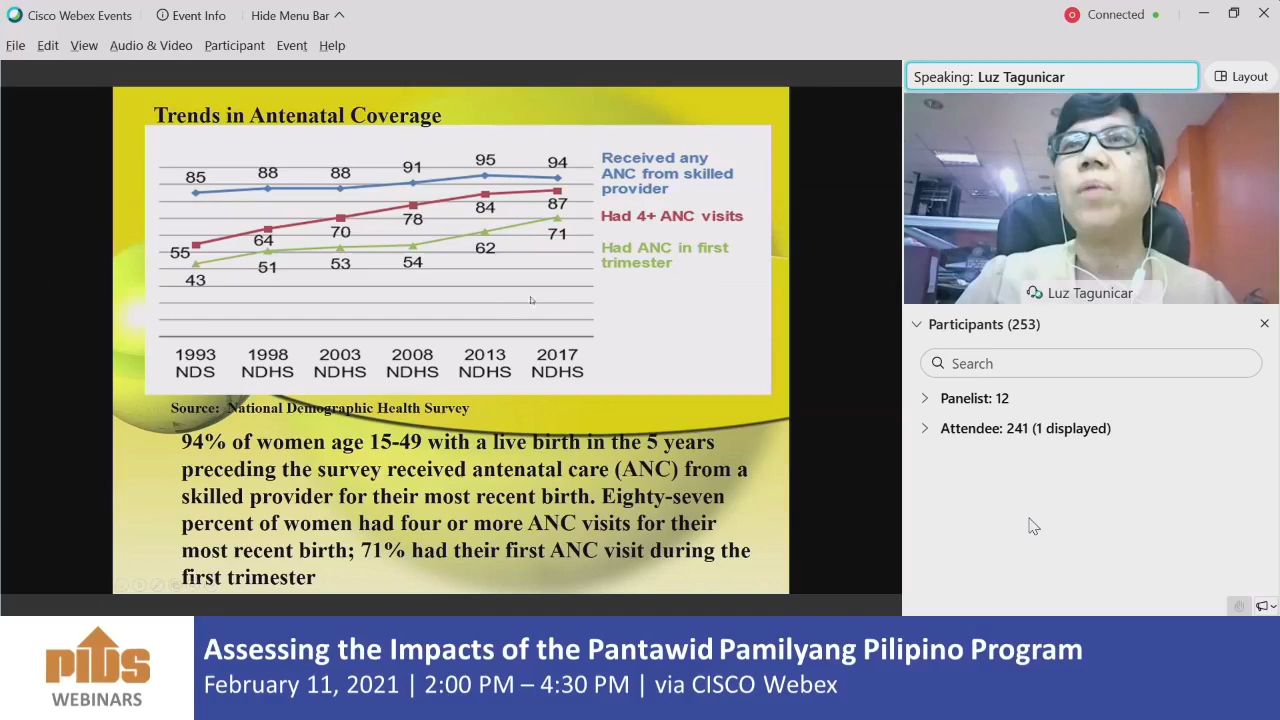 Cisco Webex Events
Event Info
Hide Menu Bar
Connected
File Edit View Audio & Video Participant Event Help
Speaking: Luz Tagunicar
Layout
Trends in Antenatal Coverage
85 88 88 91 95 94
55 64 70 78 84 87
43 51 53 54 62 71
Received any
ANC from skilled
provider
Had 4+ ANC visits
Had ANC in first
trimester
1993 1998 2003 2008 2013 2017
NDS NDHS NDHS NDHS NDHS NDHS
Source: National Demographic Health Survey
94% of women age 15-49 with a live birth in the 5 years
preceding the survey received antenatal care (ANC) from a
skilled provider for their most recent birth. Eighty-seven
percent of women had four or more ANC visits for their
most recent birth; 71% had their first ANC visit during the
first trimester
Luz Tagunicar
Participants (253)
Search
Panelist: 12
Attendee: 241 (1 displayed)
PIDS
WEBINARS
Assessing the Impacts of the Pantawid Pamilyang Pilipino Program
February 11, 2021 | 2:00 PM – 4:30 PM | via CISCO Webex